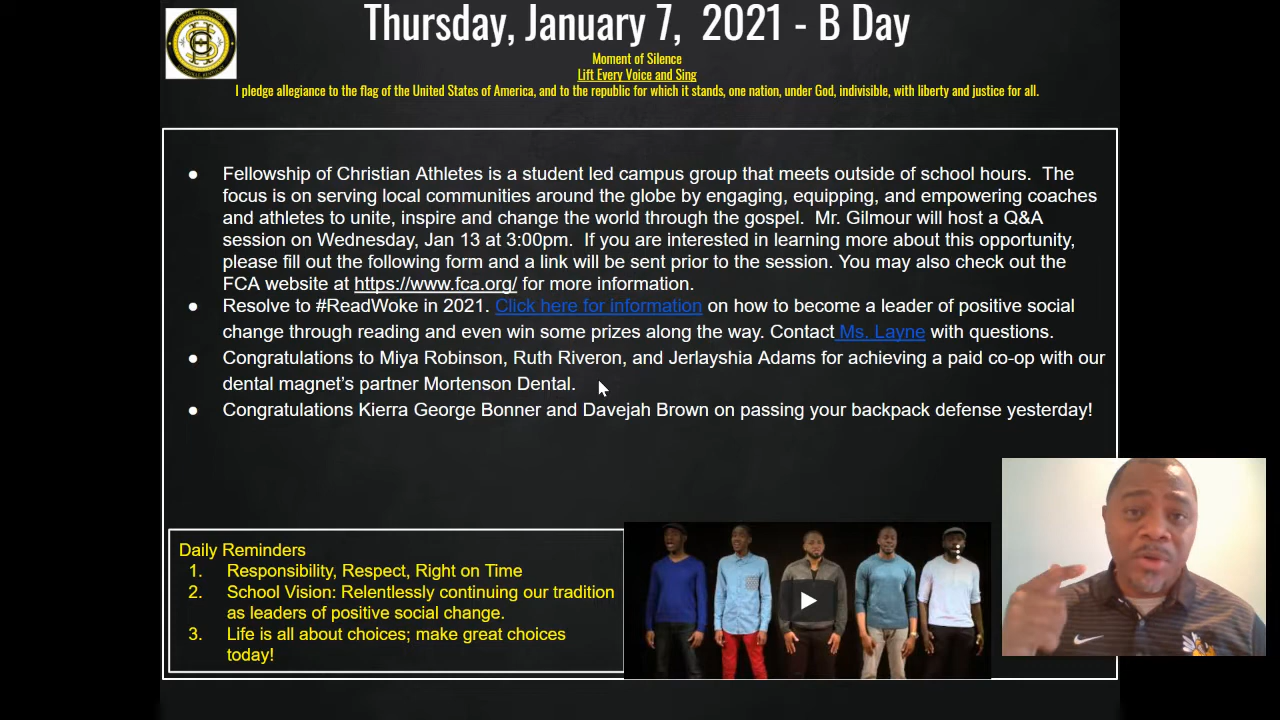 Thursday, January 7, 2021 - B Day
Moment of Silence
Lift Every Voice and Sing
I pledge allegiance to the flag of the United States of America, and to the republic for which it stands, one nation, under God, indivisible, with liberty and justice for all.
● Fellowship of Christian Athletes is a student led campus group that meets outside of school hours. The
focus is on serving local communities around the globe by engaging, equipping, and empowering coaches
and athletes to unite, inspire and change the world through the gospel. Mr. Gilmour will host a Q&A
session on Wednesday, Jan 13 at 3:00pm. If you are interested in learning more about this opportunity,
please fill out the following form and a link will be sent prior to the session. You may also check out the
FCA website at https://www.fca.org/ for more information.
● Resolve to #ReadWoke in 2021. Click here for information on how to become a leader of positive social
change through reading and even win some prizes along the way. Contact Ms. Layne with questions.
● Congratulations to Miya Robinson, Ruth Riveron, and Jerlayshia Adams for achieving a paid co-op with our
dental magnet's partner Mortenson Dental.
● Congratulations Kierra George Bonner and Davejah Brown on passing your backpack defense yesterday!
Daily Reminders
1. Responsibility, Respect, Right on Time
2. School Vision: Relentlessly continuing our tradition
as leaders of positive social change.
3. Life is all about choices; make great choices
today!